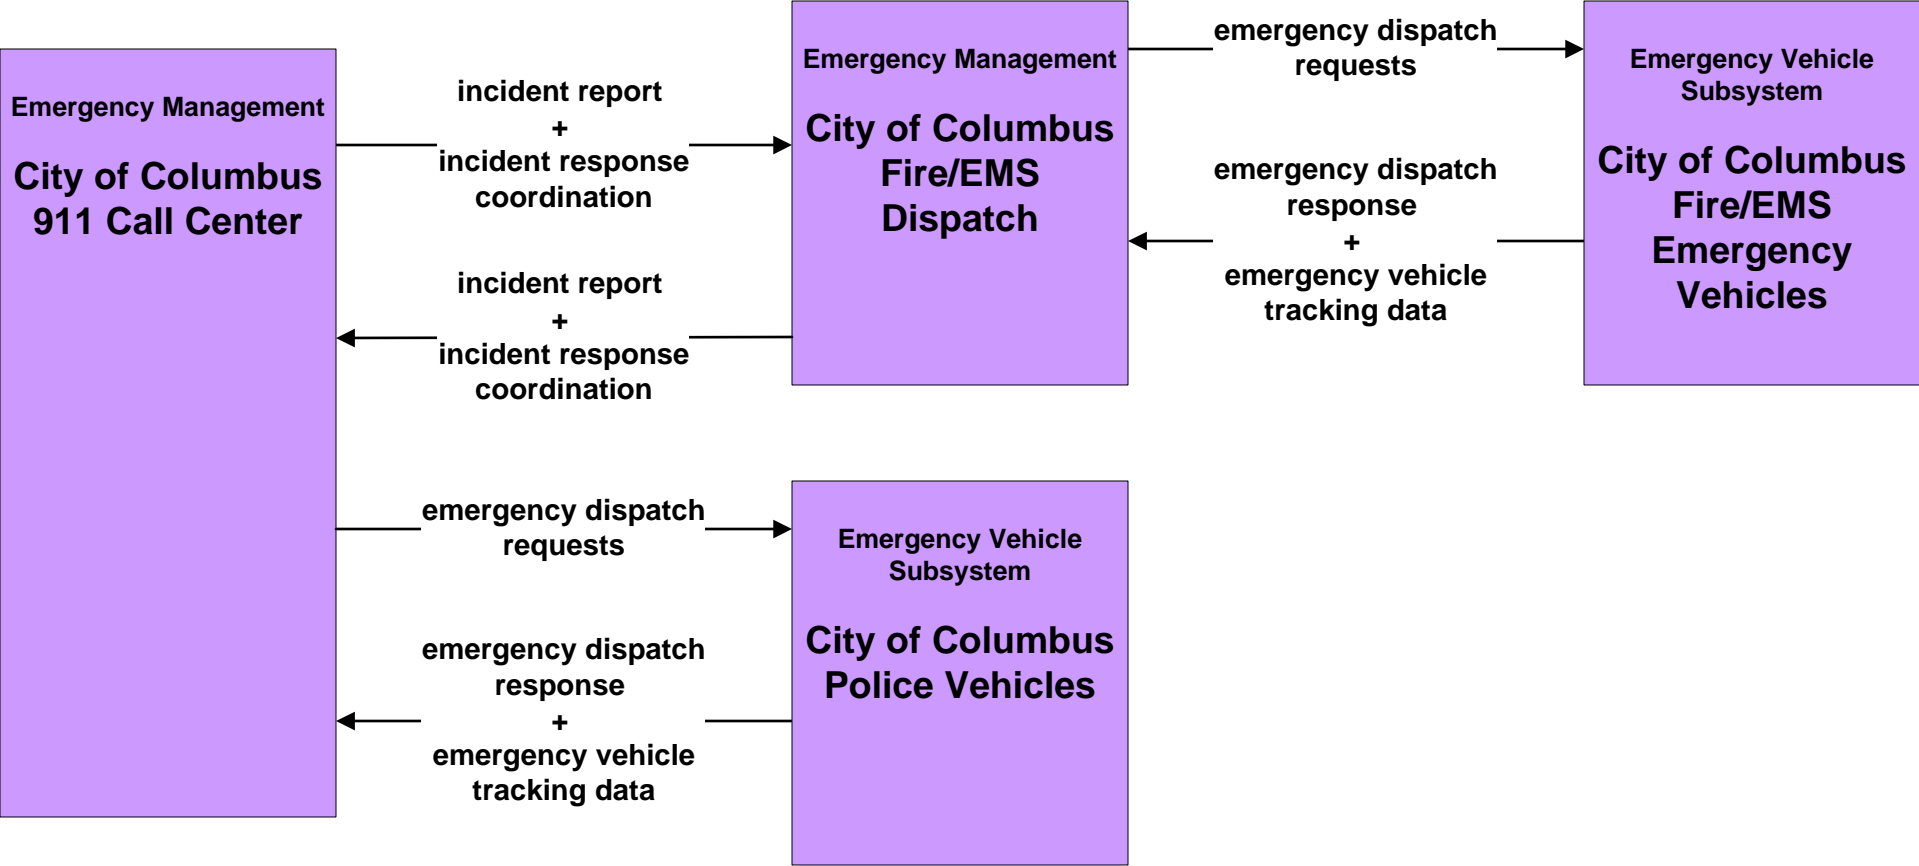 Emergency Management
City of Columbus
911 Call Center
incident report
+
incident response
coordination
incident report
+
incident response
coordination
Emergency Management
City of Columbus
Fire/EMS
Dispatch
emergency dispatch
requests
emergency dispatch
response
+
emergency vehicle
tracking data
Emergency Vehicle
Subsystem
City of Columbus
Fire/EMS
Emergency
Vehicles
emergency dispatch
requests
emergency dispatch
response
+
emergency vehicle
tracking data
Emergency Vehicle
Subsystem
City of Columbus
Police Vehicles